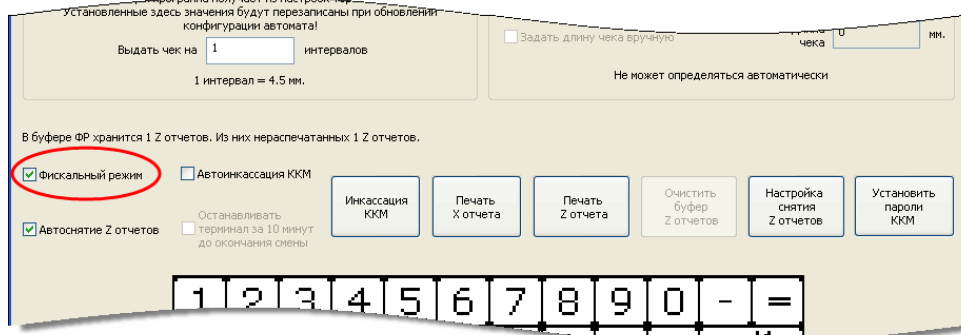 Установленные здесь значения будут перезаписаны при обновлении
конфигурации автомата!
Выдать чек на 1 интервалов
1 интервал = 4.5 мм.
Задать длину чека вручную
чека 0 мм.
Не может определяться автоматически
В буфере ФР хранится 1 Z отчетов. Из них нераспечатанных 1 Z отчетов.
Фискальный режим
Автоинкассация ККМ
Автоснятие Z отчетов
Останавливать
терминал за 10 минут
до окончания смены
Инкассация
ККМ
Печать
X отчета
Печать
Z отчета
Очистить
буфер
Z отчетов
Настройка
снятия
Z отчетов
Установить
пароли
ККМ
1 2 3 4 5 6 7 8 9 0 - =